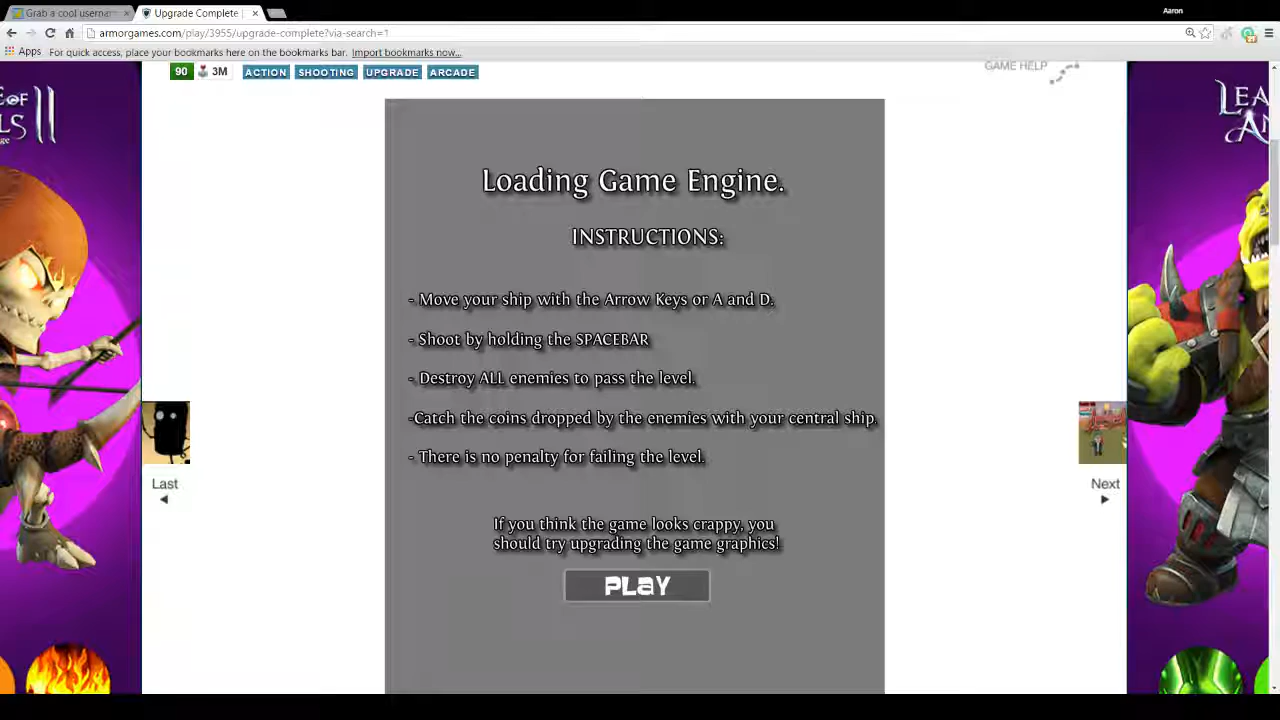 Aaron
Grab a cool userna
Upgrade Complete |
armorgames.com/play/3955/upgrade-complete?via-search=1
Apps For quick access, place your bookmarks here on the bookmarks bar. Import bookmarks now...
90 3M ACTION SHOOTING UPGRADE ARCADE
GAME HELP
II
LEA
Loading Game Engine.
INSTRUCTIONS:
- Move your ship with the Arrow Keys or A and D.
- Shoot by holding the SPACEBAR
- Destroy ALL enemies to pass the level.
-Catch the coins dropped by the enemies with your central ship.
- There is no penalty for failing the level.
Last
Next
If you think the game looks crappy, you
should try upgrading the game graphics!
PLAY